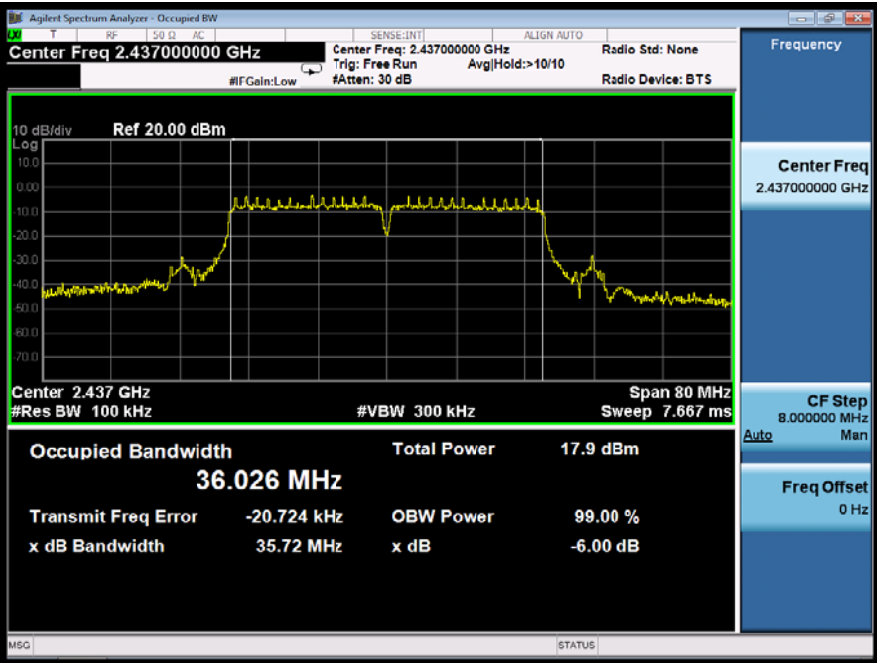 Agilent Spectrum Analyzer - Occupied BW
T RF 50 Ω AC SENSE:INT ALIGN AUTO
Center Freq 2.437000000 GHz
Center Freq: 2.437000000 GHz
Radio Std: None
Trig: Free Run Avg|Hold:>10/10
#IFGain:Low
#Atten: 30 dB
Radio Device: BTS
10 dB/div Ref 20.00 dBm
Log
10.0
0.00
-10.0
-20.0
-30.0
-40.0
-50.0
-60.0
-70.0
Center 2.437 GHz Span 80 MHz
#Res BW 100 kHz #VBW 300 kHz Sweep 7.667 ms
Occupied Bandwidth Total Power 17.9 dBm
36.026 MHz
Transmit Freq Error -20.724 kHz OBW Power 99.00 %
x dB Bandwidth 35.72 MHz x dB -6.00 dB
MSG STATUS
Frequency
Center Freq
2.437000000 GHz
CF Step
8.000000 MHz
Auto Man
Freq Offset
0 Hz